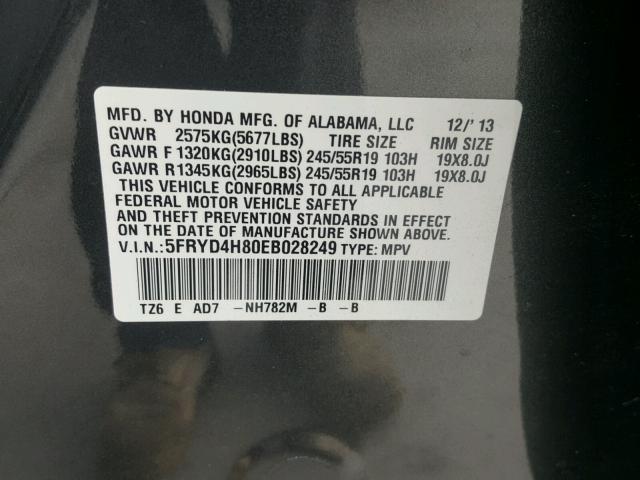 MFD. BY HONDA MFG. OF ALABAMA, LLC 12/' 13
GVWR 2575KG(5677LBS) TIRE SIZE RIM SIZE
GAWR F 1320KG(2910LBS) 245/55R19 103H 19X8.0J
GAWR R1345KG(2965LBS) 245/55R19 103H 19X8.0J
THIS VEHICLE CONFORMS TO ALL APPLICABLE
FEDERAL MOTOR VEHICLE SAFETY
AND THEFT PREVENTION STANDARDS IN EFFECT
ON THE DATE OF MANUFACTURE SHOWN ABOVE.
V.I.N.:5FRYD4H80EB028249 TYPE: MPV
TZ6 E AD7 -NH782M -B -B